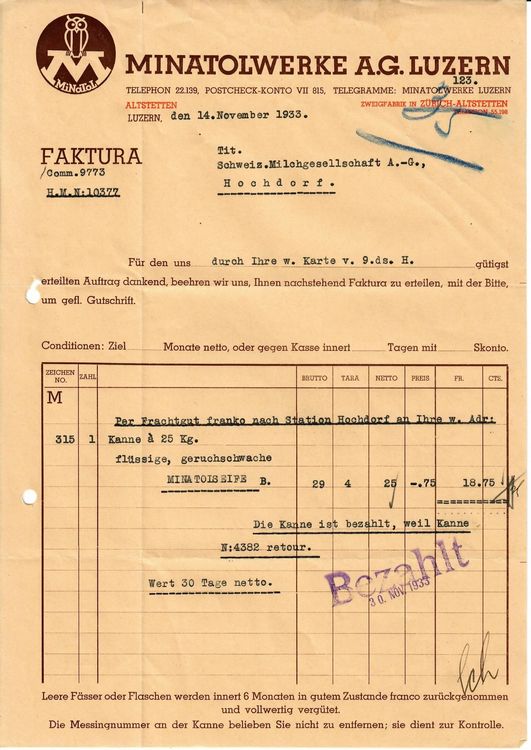 MINATOL
MINATOLWERKE A.G. LUZERN
123.
TELEPHON 22.139, POSTCHECK-KONTO VII 815, TELEGRAMME: MINATOLWERKE LUZERN
ALTSTETTEN
ZWEIGFABRIK in ZÜRICH-ALTSTETTEN
LUZERN, den 14.November 1933.
TELEPHON 55.198
FAKTURA
/Comm.9773
H.M.N:10377
Tit.
Schweiz.Milchgesellschaft A.-G.,
Hochdorf.
Für den uns durch Ihre w. Karte v. 9.ds. H. gütigst
erteilten Auftrag dankend, beehren wir uns, Ihnen nachstehend Faktura zu erteilen, mit der Bitte,
um gefl. Gutschrift.
Conditionen: Ziel Monate netto, oder gegen Kasse innert Tagen mit Skonto.
ZEICHEN NO. ZAHL BRUTTO TARA NETTO PREIS FR. CTS.
M
Per Frachtgut franko nach Station Hochdorf an Ihre w. Adr:
315 1 Kanne à 25 Kg.
flüssige, geruchschwache
MINATOLSEIFE B. 29 4 25 -.75 18.75
Die Kanne ist bezahlt, weil Kanne
N:4382 retour.
Bezahlt
30. NOV. 1933
Wert 30 Tage netto.
Leere Fässer oder Flaschen werden innert 6 Monaten in gutem Zustande franco zurückgenommen
und vollwertig vergütet.
Die Messingnummer an der Kanne belieben Sie nicht zu entfernen; sie dient zur Kontrolle.